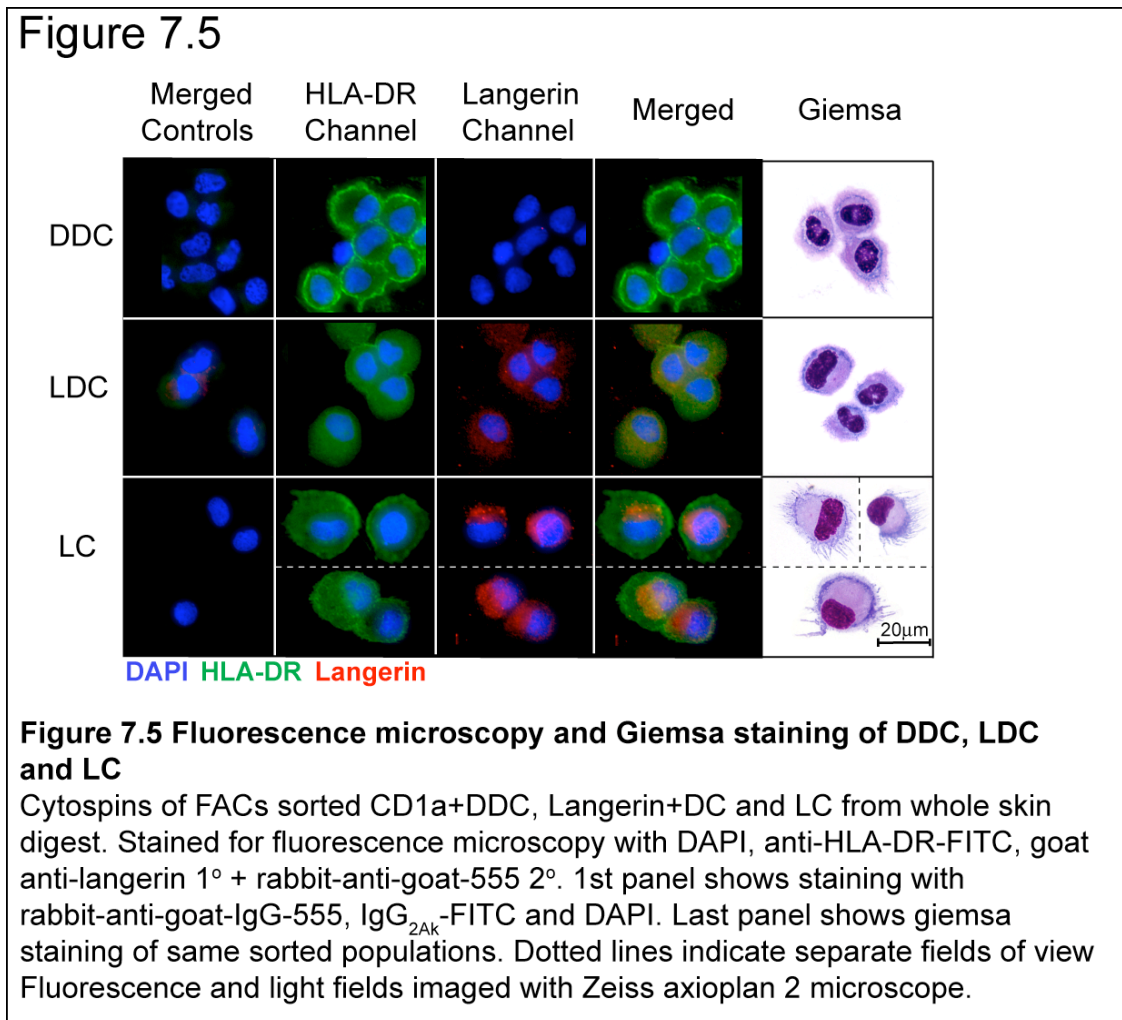 Figure 7.5
Merged Controls
HLA-DR Channel
Langerin Channel
Merged
Giemsa
DDC
LDC
LC
20μm
DAPI HLA-DR Langerin
Figure 7.5 Fluorescence microscopy and Giemsa staining of DDC, LDC
and LC
Cytospins of FACs sorted CD1a+DDC, Langerin+DC and LC from whole skin
digest. Stained for fluorescence microscopy with DAPI, anti-HLA-DR-FITC, goat
anti-langerin 1º + rabbit-anti-goat-555 2º. 1st panel shows staining with
rabbit-anti-goat-IgG-555, IgG2Ak-FITC and DAPI. Last panel shows giemsa
staining of same sorted populations. Dotted lines indicate separate fields of view
Fluorescence and light fields imaged with Zeiss axioplan 2 microscope.